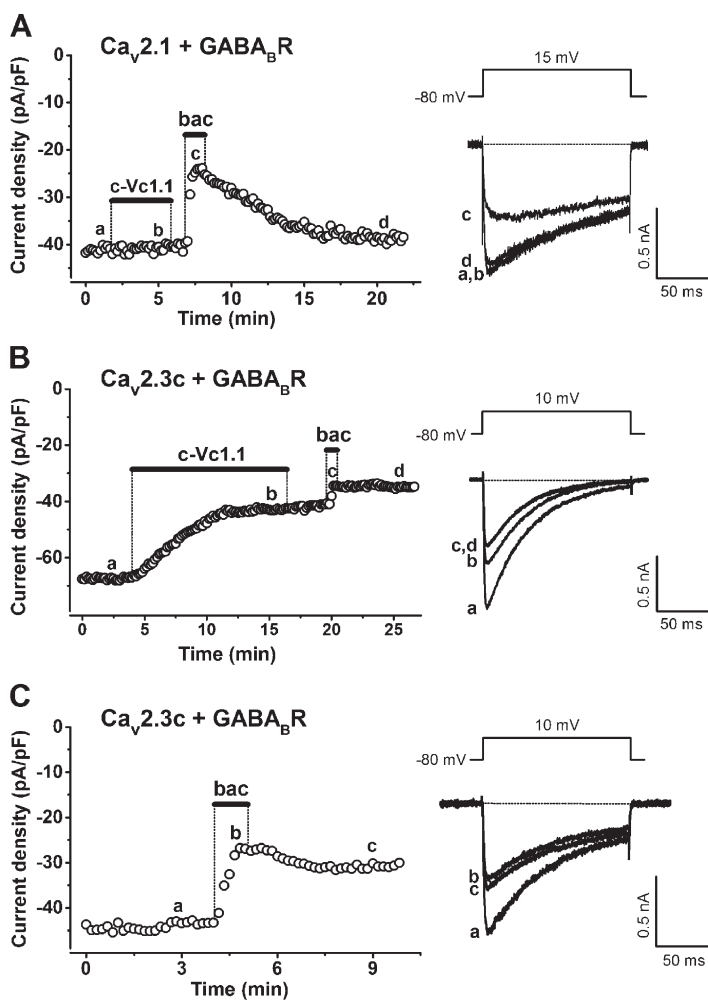 A
Cav2.1 + GABABR
Current density (pA/pF)
0
-10
-20
-30
-40
bac
c-Vc1.1
a
b
c
d
0
5
10
15
20
Time (min)
15 mV
-80 mV
c
d
a,b
0.5 nA
50 ms
B
Cav2.3c + GABABR
Current density (pA/pF)
0
-20
-40
-60
c-Vc1.1
bac
a
b
c
d
0
5
10
15
20
25
Time (min)
10 mV
-80 mV
c,d
b
a
0.5 nA
50 ms
C
Cav2.3c + GABABR
Current density (pA/pF)
0
-10
-20
-30
-40
bac
a
b
c
0
3
6
9
Time (min)
10 mV
-80 mV
b
c
a
0.5 nA
50 ms